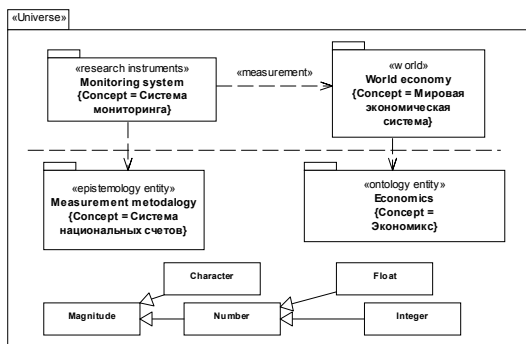 «Universe»
«research instruments»
Monitoring system
{Concept = Система
мониторинга}
«measurement»
«world»
World economy
{Concept = Мировая
экономическая
система}
«epistemology entity»
Measurement metodalogy
{Concept = Система
национальных счетов}
«ontology entity»
Economics
{Concept =
Экономикс}
Character
Float
Magnitude
Number
Integer